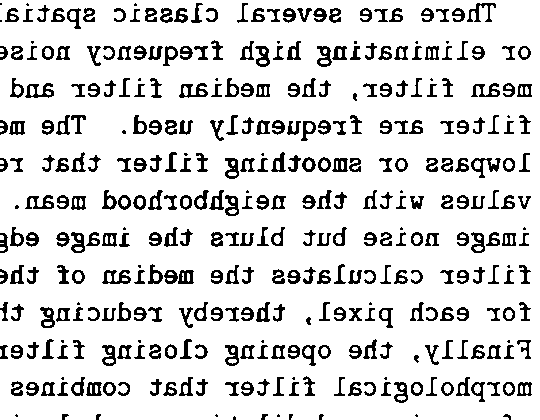 There are several classic spatial
or eliminating high frequency noise
mean filter, the median filter and
filter are frequently used. The me
lowpass or smoothing filter that re
values with the neighborhood mean.
image noise but blurs the image edg
filter calculates the median of the
for each pixel, thereby reducing th
Finally, the opening closing filter
morphological filter that combines